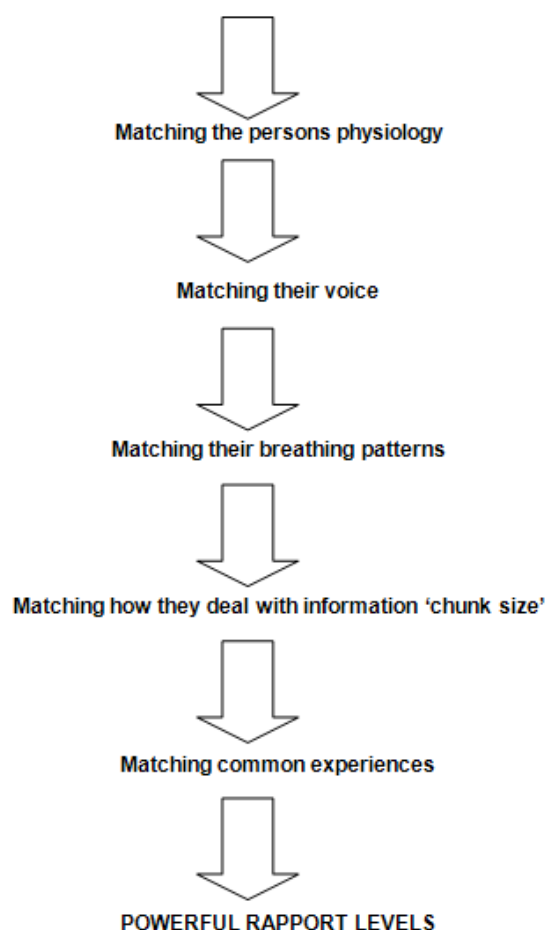 Matching the persons physiology
Matching their voice
Matching their breathing patterns
Matching how they deal with information ‘chunk size’
Matching common experiences
POWERFUL RAPPORT LEVELS